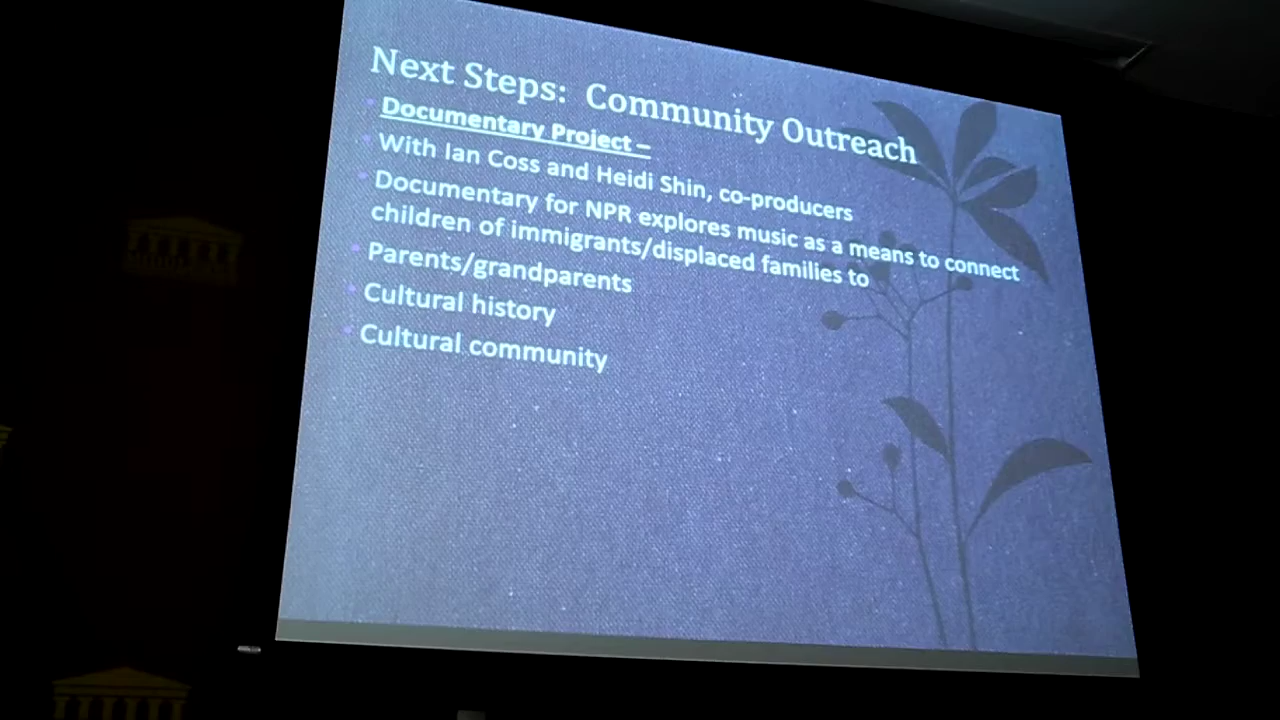 Next Steps:  Community Outreach
Documentary Project –
With Ian Coss and Heidi Shin, co-producers
Documentary for NPR explores music as a means to connect
children of immigrants/displaced families to
Parents/grandparents
Cultural history
Cultural community